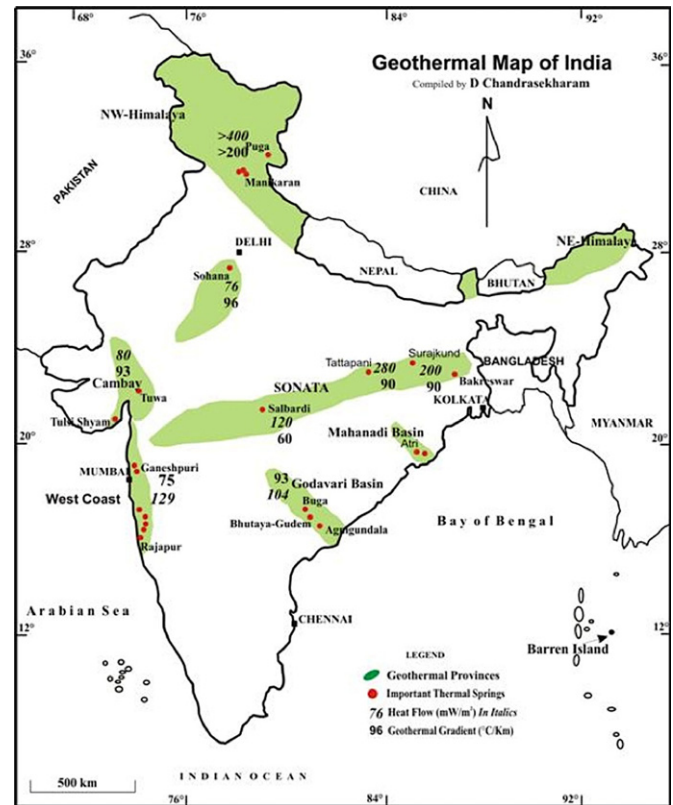 68° 76° 84° 92°
36° 36°
Geothermal Map of India
Compiled by D Chandrasekharam
N
NW-Himalaya
>400
Puga
>200
Manikaran
PAKISTAN
CHINA
28° DELHI 28°
NE-Himalaya
NEPAL
BHUTAN
Sohana
76
96
80
93
Cambay
Tuwa
Tulsi Shyam
Tattapani
280
90
Surajkund
200
90
BANGLADESH
Bakreswar
SONATA
KOLKATA
Salbardi
120
60
MYANMAR
20° 20°
Mahanadi Basin
Atri
MUMBAI
Ganeshpuri
75
129
West Coast
Rajapur
93
104
Godavari Basin
Buga
Bhutaya-Gudem
Agnigundala
Bay of Bengal
Arabian Sea
CHENNAI
12° 12°
Barren Island
LEGEND
Geothermal Provinces
Important Thermal Springs
76 Heat Flow (mW/m²) In Italics
96 Geothermal Gradient (°C/Km)
500 km
INDIAN OCEAN
76° 84° 92°